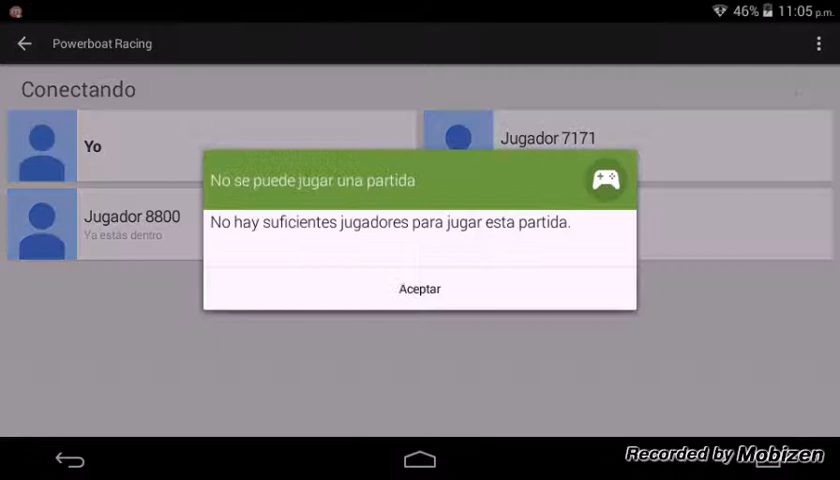 46% 11:05 p.m.
Powerboat Racing
Conectando
Yo
Jugador 7171
Jugador 8800
Ya estás dentro
No se puede jugar una partida
No hay suficientes jugadores para jugar esta partida.
Aceptar
Recorded by Mobizen